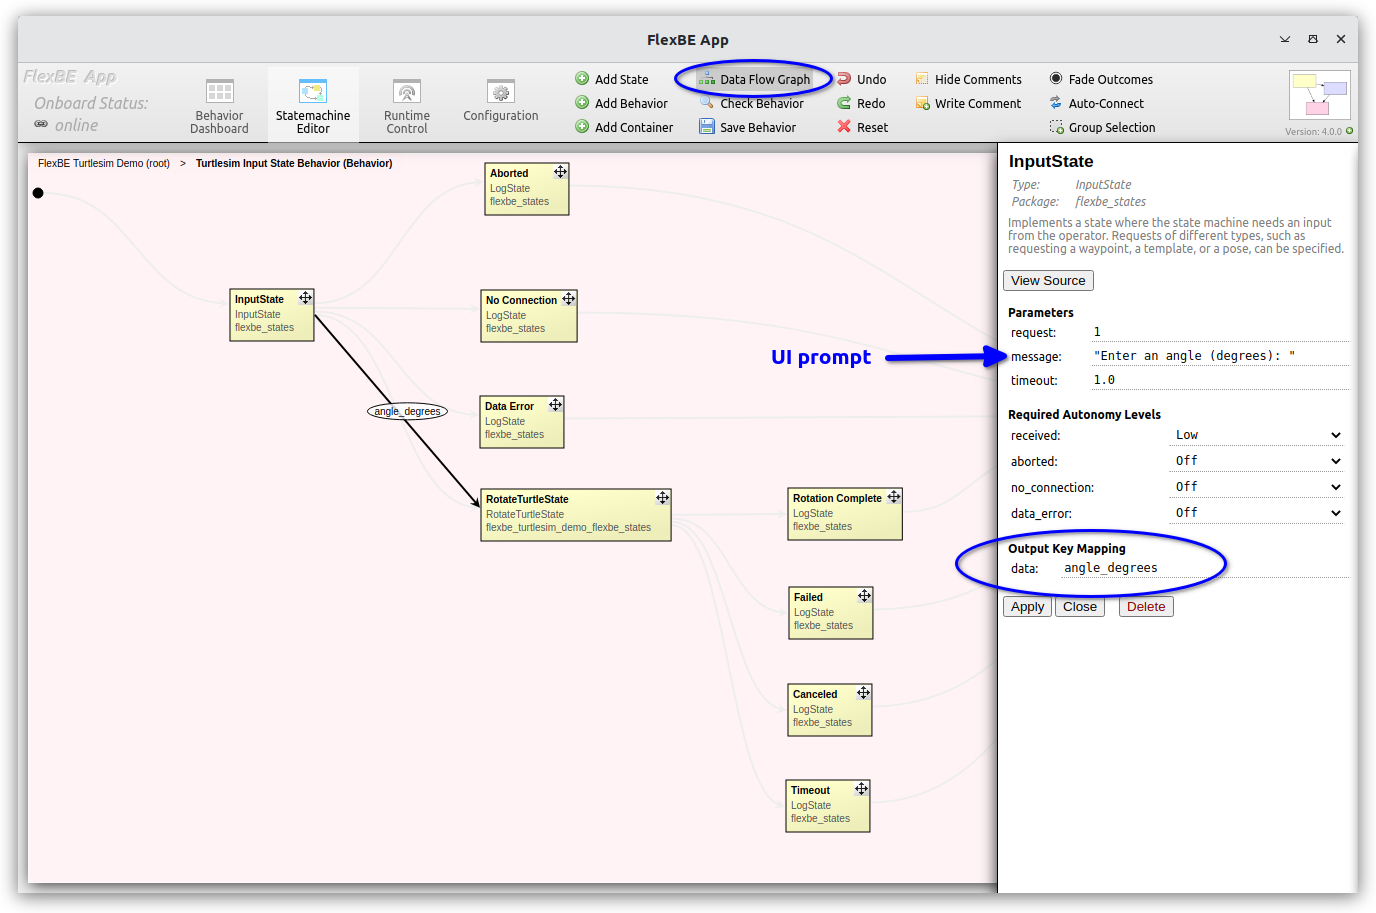 FlexBE App
FlexBE App
Onboard Status:
online
Behavior
Dashboard
Statemachine
Editor
Runtime
Control
Configuration
Add State
Add Behavior
Add Container
Data Flow Graph
Check Behavior
Save Behavior
Undo
Redo
Reset
Hide Comments
Write Comment
Fade Outcomes
Auto-Connect
Group Selection
Version: 4.0.0
FlexBE Turtlesim Demo (root) > Turtlesim Input State Behavior (Behavior)
Aborted
LogState
flexbe_states
InputState
InputState
flexbe_states
No Connection
LogState
flexbe_states
angle_degrees
Data Error
LogState
flexbe_states
RotateTurtleState
RotateTurtleState
flexbe_turtlesim_demo_flexbe_states
Rotation Complete
LogState
flexbe_states
Failed
LogState
flexbe_states
Canceled
LogState
flexbe_states
Timeout
LogState
flexbe_states
UI prompt
InputState
Type: InputState
Package: flexbe_states
Implements a state where the state machine needs an input
from the operator. Requests of different types, such as
requesting a waypoint, a template, or a pose, can be specified.
View Source
Parameters
request: 1
message: "Enter an angle (degrees): "
timeout: 1.0
Required Autonomy Levels
received: Low
aborted: Off
no_connection: Off
data_error: Off
Output Key Mapping
data: angle_degrees
Apply Close Delete